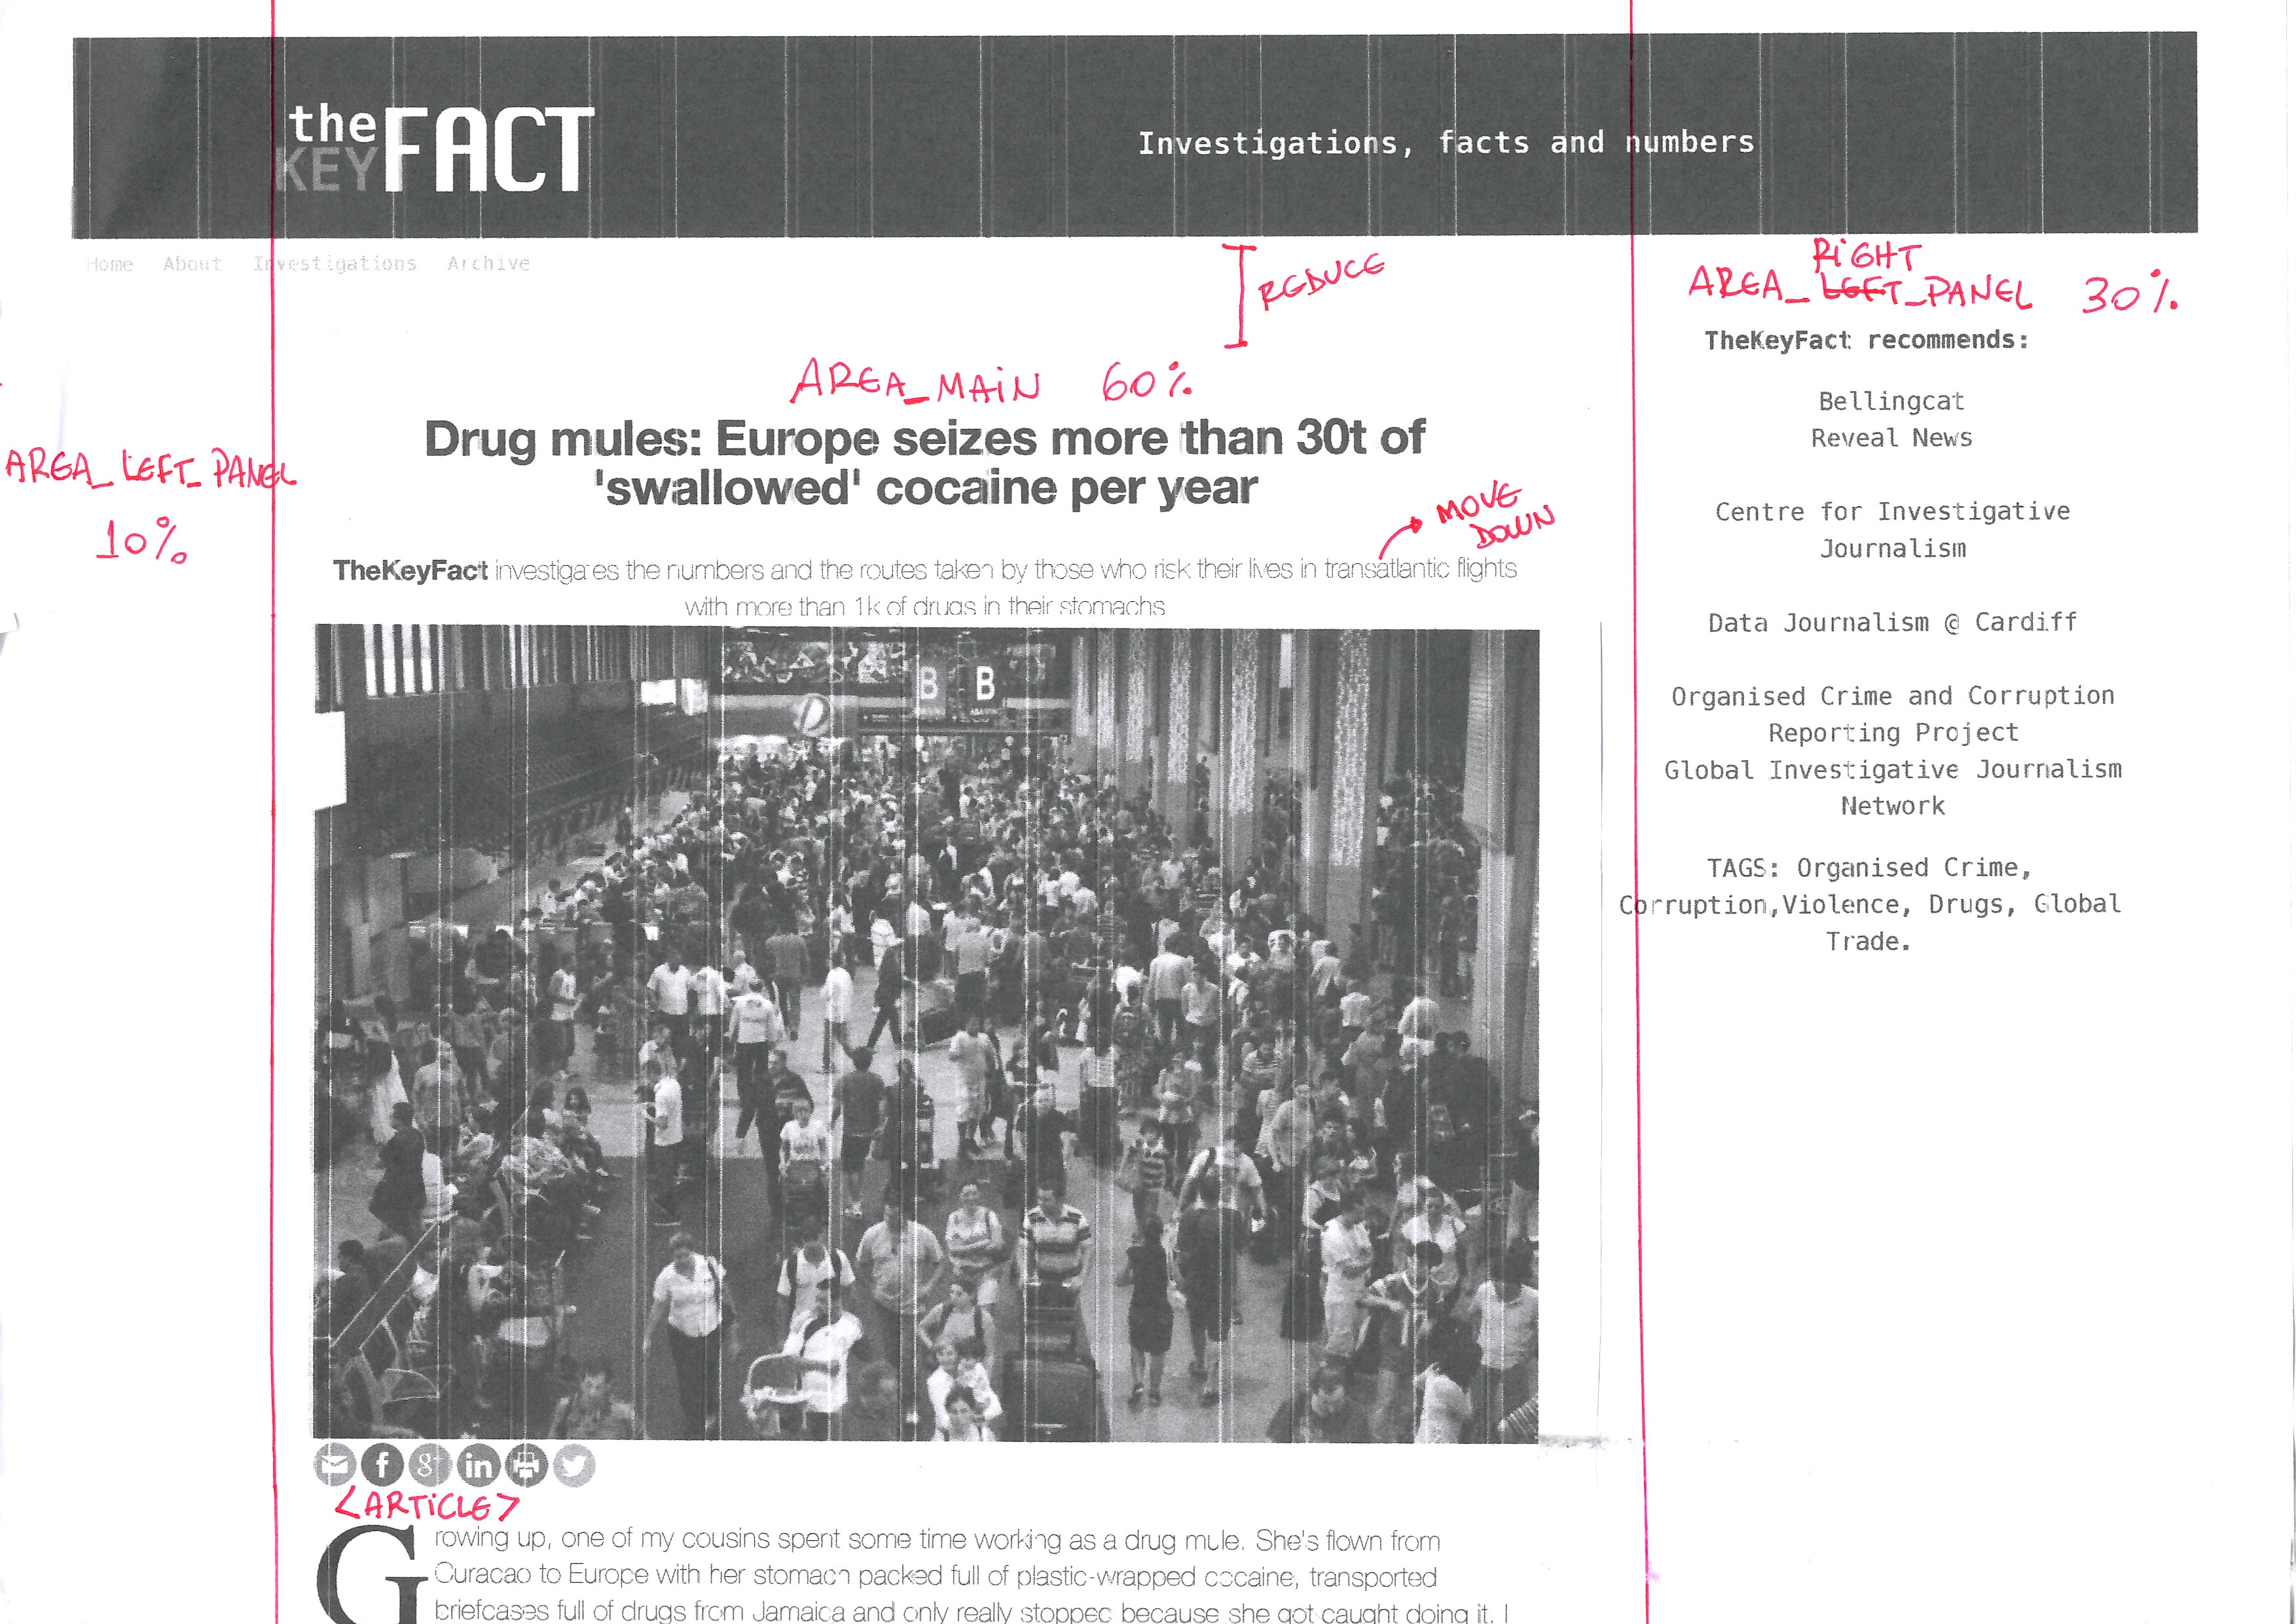 the
KEY FACT
Investigations, facts and numbers
Home About Investigations Archive
REDUCE
RiGHT
AREA_LEFT_PANEL 30%
AREA_MAiN 60%
AREA_LEFT_PANEL
10%
Drug mules: Europe seizes more than 30t of
'swallowed' cocaine per year
MOVE
DOWN
TheKeyFact investigates the numbers and the routes taken by those who risk their lives in transatlantic flights
with more than 1k of drugs in their stomachs
B B
f g+ in
<ARTiCLE>
Growing up, one of my cousins spent some time working as a drug mule. She's flown from
Curacao to Europe with her stomach packed full of plastic-wrapped cocaine, transported
briefcases full of drugs from Jamaica and only really stopped because she got caught doing it. I
TheKeyFact recommends:
Bellingcat
Reveal News
Centre for Investigative
Journalism
Data Journalism @ Cardiff
Organised Crime and Corruption
Reporting Project
Global Investigative Journalism
Network
TAGS: Organised Crime,
Corruption,Violence, Drugs, Global
Trade.